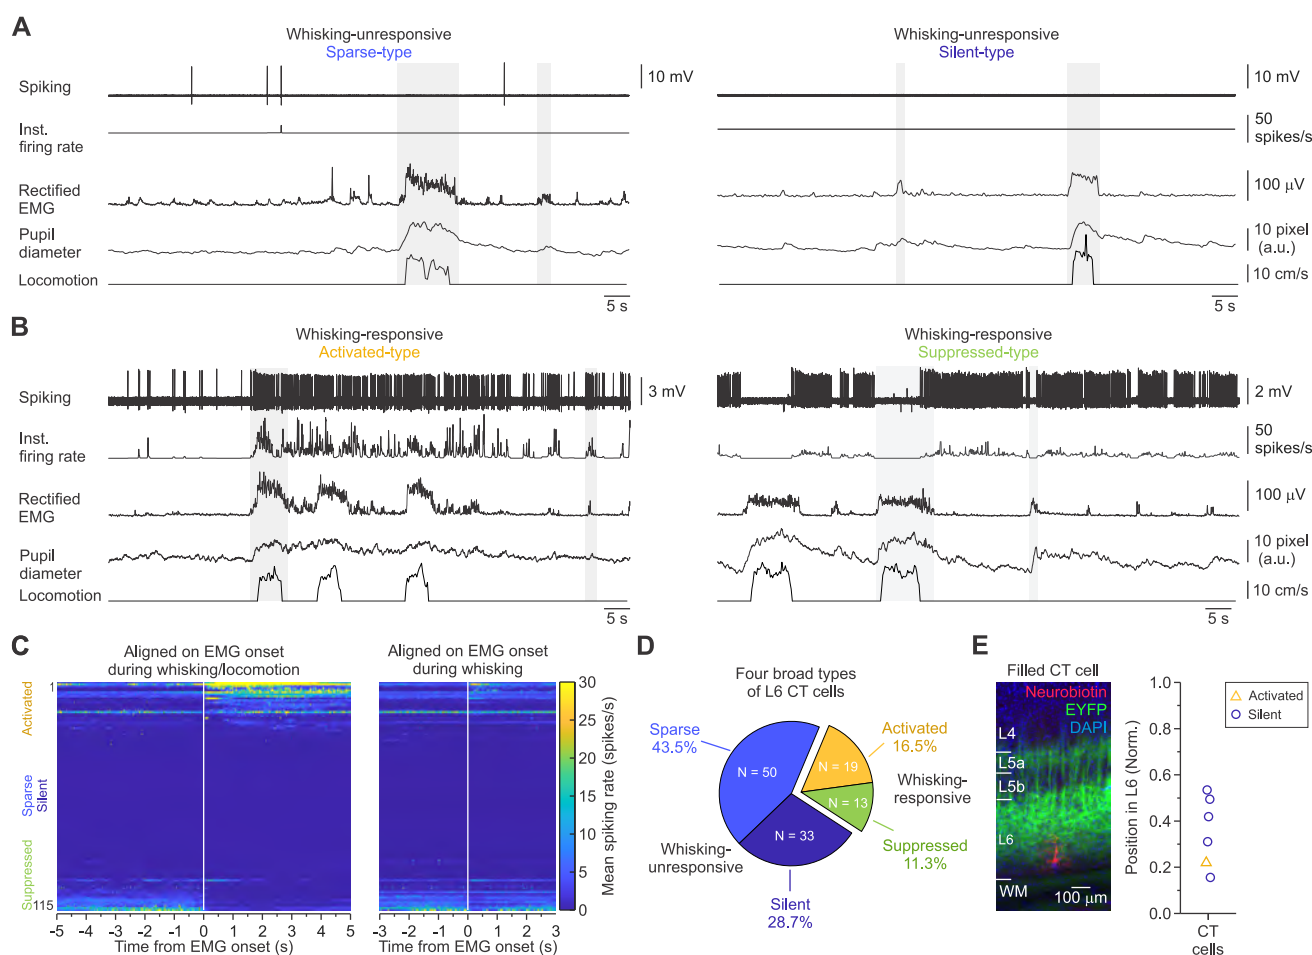 A
Whisking-unresponsive
Sparse-type
Spiking
10 mV
Inst.
firing rate
Rectified
EMG
Pupil
diameter
Locomotion
5 s
Whisking-unresponsive
Silent-type
10 mV
50
spikes/s
100 µV
10 pixel
(a.u.)
10 cm/s
5 s
B
Whisking-responsive
Activated-type
Spiking
3 mV
Inst.
firing rate
Rectified
EMG
Pupil
diameter
Locomotion
5 s
Whisking-responsive
Suppressed-type
2 mV
50
spikes/s
100 µV
10 pixel
(a.u.)
10 cm/s
5 s
C
Aligned on EMG onset
during whisking/locomotion
Aligned on EMG onset
during whisking
1
Activated
Sparse
Silent
Suppressed
115
-5 -4 -3 -2 -1 0 1 2 3 4 5
Time from EMG onset (s)
-3 -2 -1 0 1 2 3
Time from EMG onset (s)
30
25
20
15
10
5
0
Mean spiking rate (spikes/s)
D
Four broad types
of L6 CT cells
Sparse
43.5%
N = 50
Activated
16.5%
N = 19
Whisking-
responsive
N = 13
Suppressed
11.3%
N = 33
Whisking-
unresponsive
Silent
28.7%
E
Filled CT cell
Neurobiotin
EYFP
DAPI
L4
L5a
L5b
L6
WM
100 µm
Position in L6 (Norm.)
1.0
0.8
0.6
0.4
0.2
0.0
CT
cells
Activated
Silent